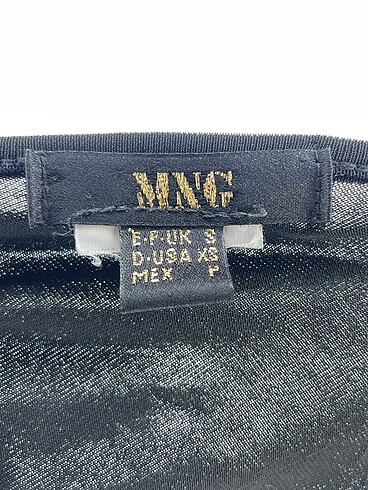 MNG
E·F·UK S
D·USA XS
MEX P